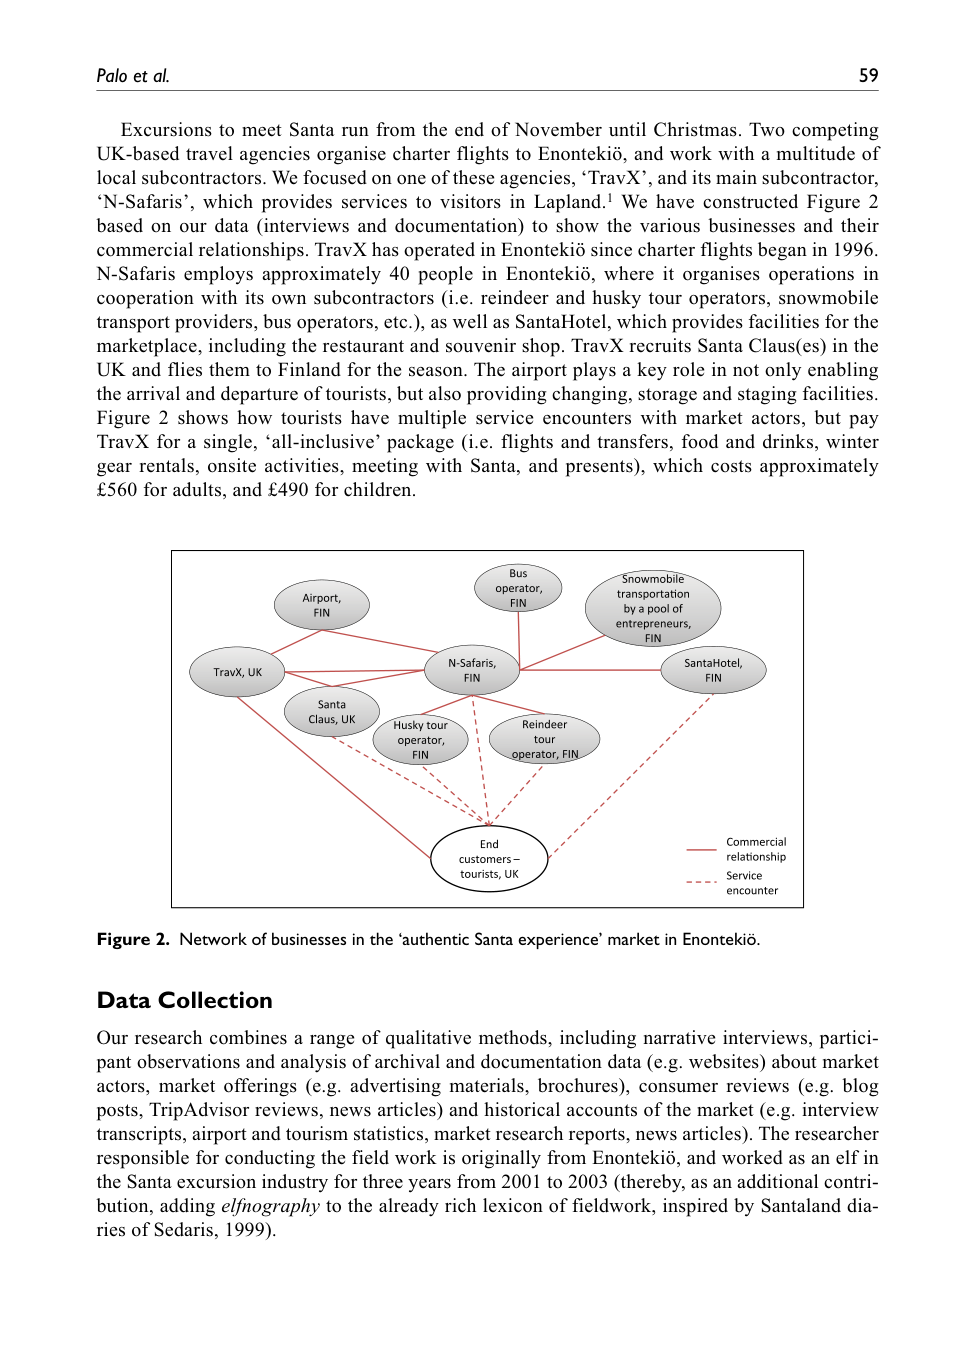 Palo et al.
59
Excursions to meet Santa run from the end of November until Christmas. Two competing
UK-based travel agencies organise charter flights to Enontekiö, and work with a multitude of
local subcontractors. We focused on one of these agencies, ‘TravX’, and its main subcontractor,
‘N-Safaris’, which provides services to visitors in Lapland.¹ We have constructed Figure 2
based on our data (interviews and documentation) to show the various businesses and their
commercial relationships. TravX has operated in Enontekiö since charter flights began in 1996.
N-Safaris employs approximately 40 people in Enontekiö, where it organises operations in
cooperation with its own subcontractors (i.e. reindeer and husky tour operators, snowmobile
transport providers, bus operators, etc.), as well as SantaHotel, which provides facilities for the
marketplace, including the restaurant and souvenir shop. TravX recruits Santa Claus(es) in the
UK and flies them to Finland for the season. The airport plays a key role in not only enabling
the arrival and departure of tourists, but also providing changing, storage and staging facilities.
Figure 2 shows how tourists have multiple service encounters with market actors, but pay
TravX for a single, ‘all-inclusive’ package (i.e. flights and transfers, food and drinks, winter
gear rentals, onsite activities, meeting with Santa, and presents), which costs approximately
£560 for adults, and £490 for children.
Airport,
FIN
Bus
operator,
FIN
Snowmobile
transportation
by a pool of
entrepreneurs,
FIN
TravX, UK
N-Safaris,
FIN
SantaHotel,
FIN
Santa
Claus, UK
Husky tour
operator,
FIN
Reindeer
tour
operator, FIN
End
customers –
tourists, UK
Commercial
relationship
Service
encounter
Figure 2. Network of businesses in the ‘authentic Santa experience’ market in Enontekiö.
Data Collection
Our research combines a range of qualitative methods, including narrative interviews, partici-
pant observations and analysis of archival and documentation data (e.g. websites) about market
actors, market offerings (e.g. advertising materials, brochures), consumer reviews (e.g. blog
posts, TripAdvisor reviews, news articles) and historical accounts of the market (e.g. interview
transcripts, airport and tourism statistics, market research reports, news articles). The researcher
responsible for conducting the field work is originally from Enontekiö, and worked as an elf in
the Santa excursion industry for three years from 2001 to 2003 (thereby, as an additional contri-
bution, adding elfnography to the already rich lexicon of fieldwork, inspired by Santaland dia-
ries of Sedaris, 1999).